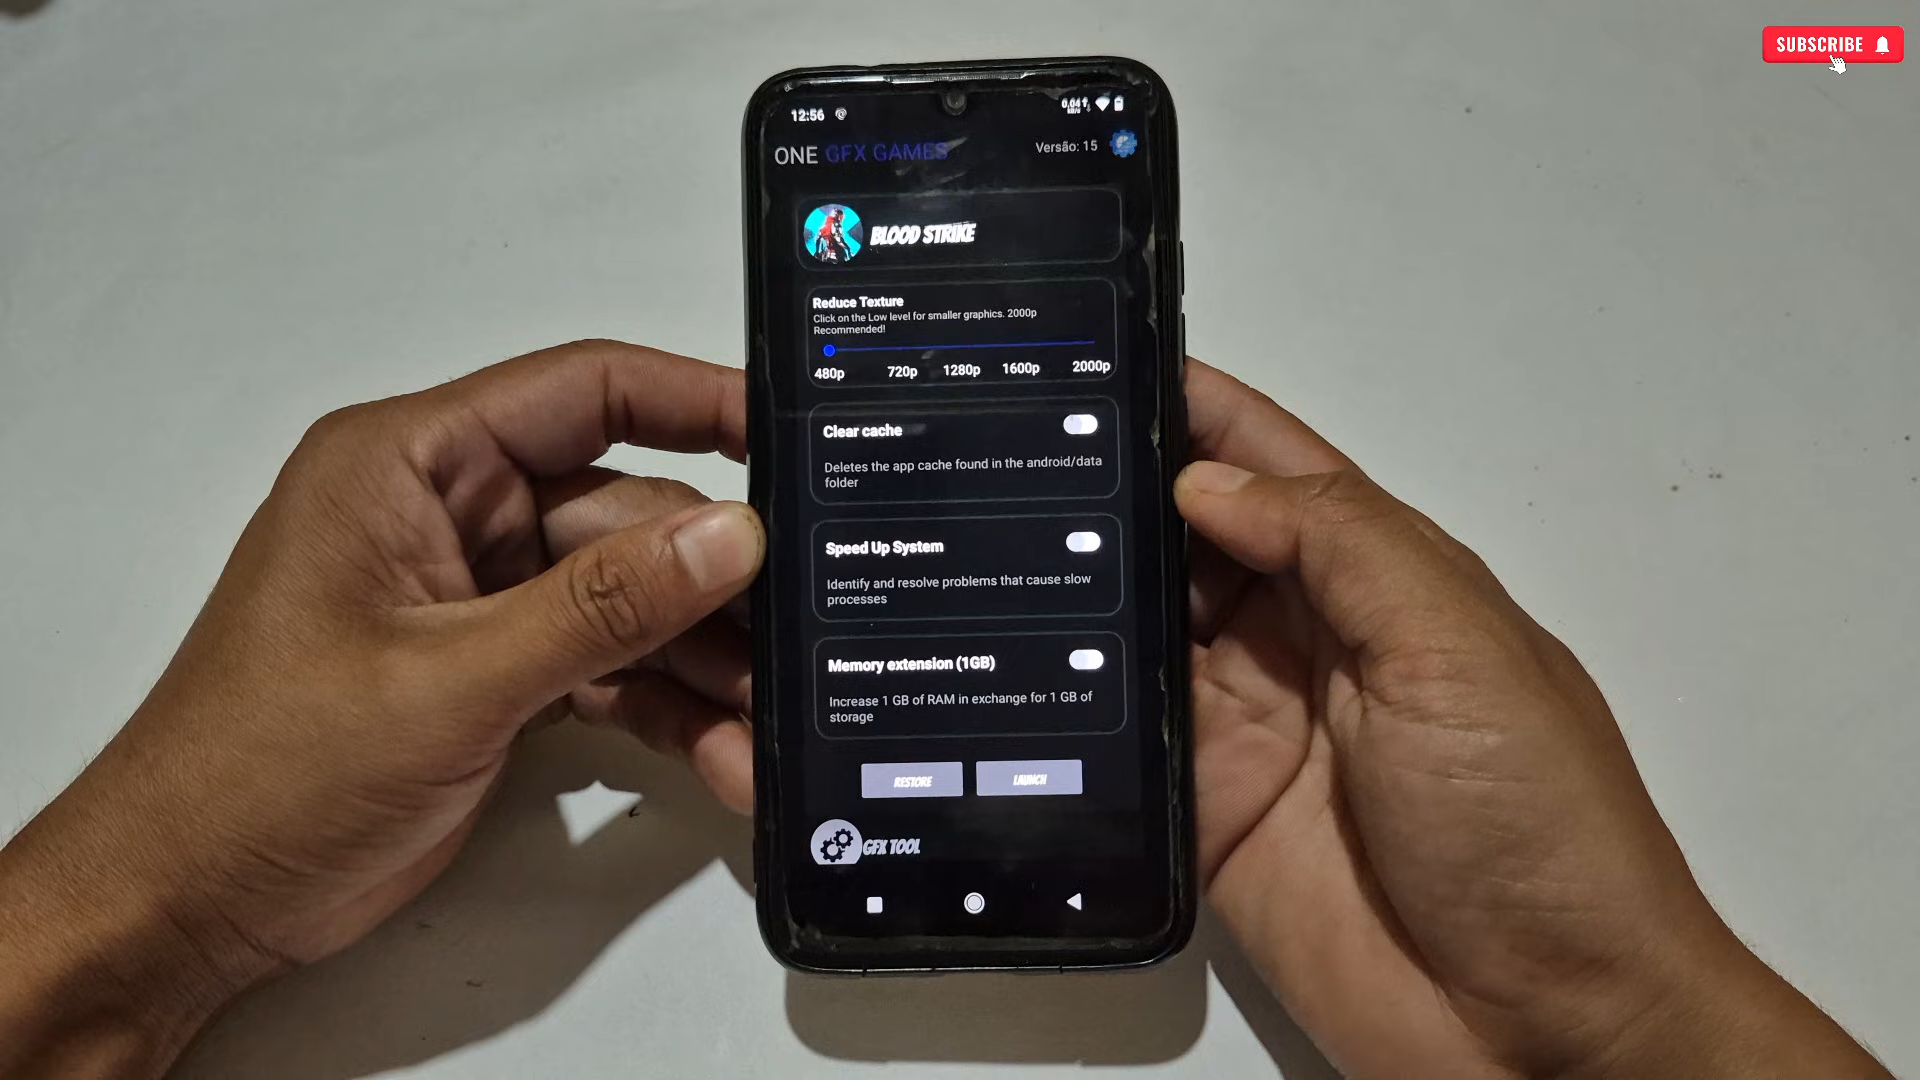 SUBSCRIBE
12:56
0,04
ONE GFX GAMES
Versão: 15
BLOOD STRIKE
Reduce Texture
Click on the Low level for smaller graphics. 2000p
Recommended!
480p 720p 1280p 1600p 2000p
Clear cache
Deletes the app cache found in the android/data
folder
Speed Up System
Identify and resolve problems that cause slow
processes
Memory extension (1GB)
Increase 1 GB of RAM in exchange for 1 GB of
storage
RESTORE LAUNCH
GFX TOOL